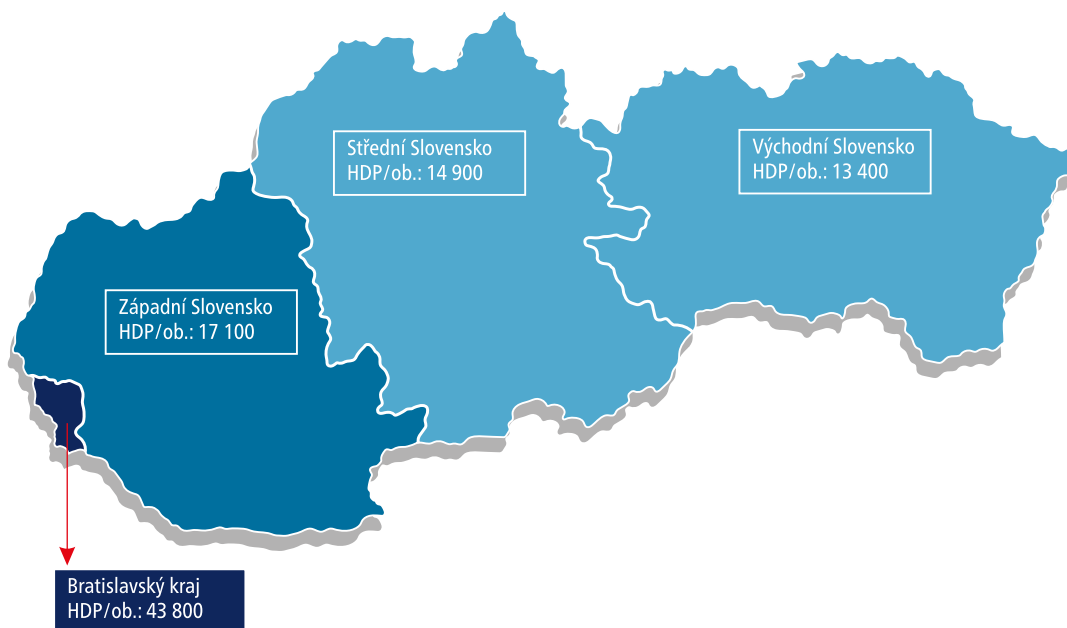 Střední Slovensko
HDP/ob.: 14 900
Východní Slovensko
HDP/ob.: 13 400
Západní Slovensko
HDP/ob.: 17 100
Bratislavský kraj
HDP/ob.: 43 800